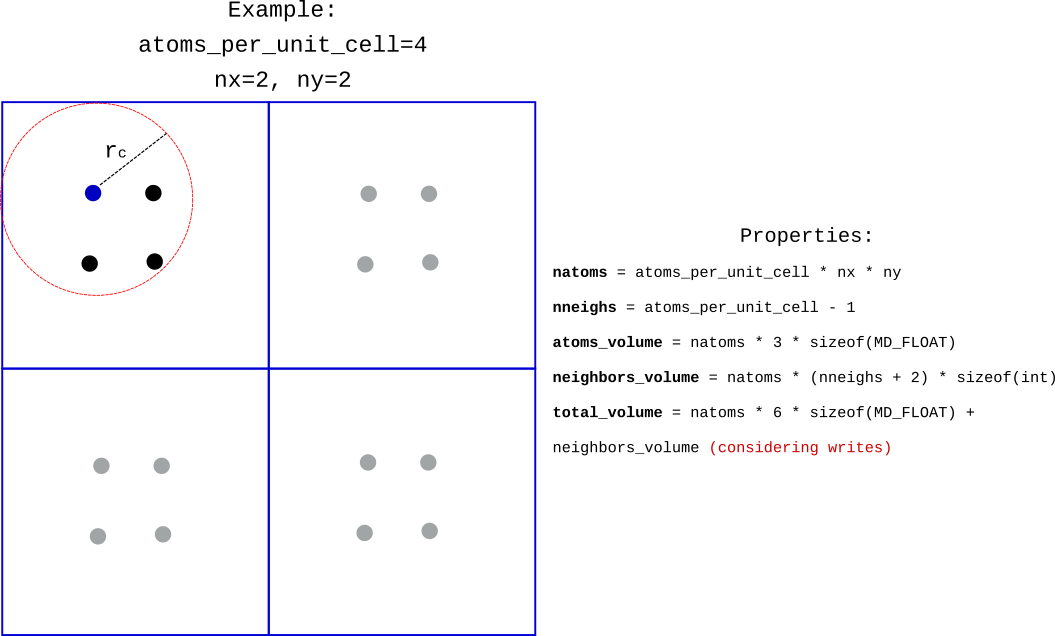 Example:
atoms_per_unit_cell=4
nx=2, ny=2
rc
Properties:
natoms = atoms_per_unit_cell * nx * ny
nneighs = atoms_per_unit_cell - 1
atoms_volume = natoms * 3 * sizeof(MD_FLOAT)
neighbors_volume = natoms * (nneighs + 2) * sizeof(int)
total_volume = natoms * 6 * sizeof(MD_FLOAT) +
neighbors_volume (considering writes)